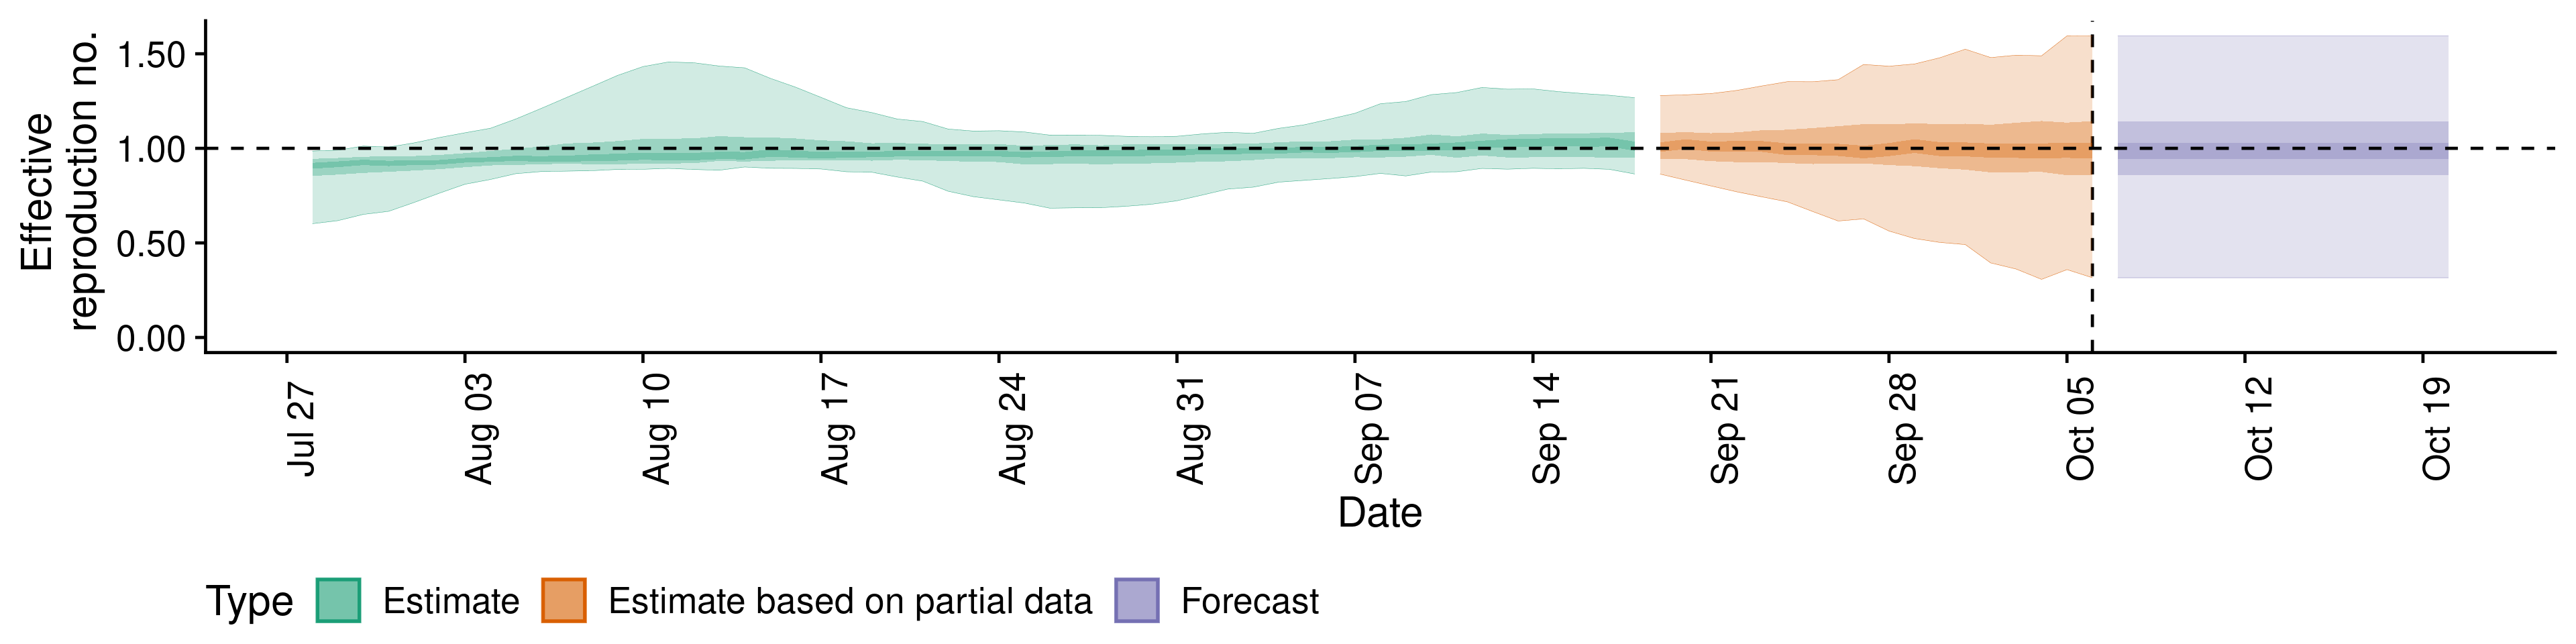 Effective
reproduction no.
1.50
1.00
0.50
0.00
Jul 27
Aug 03
Aug 10
Aug 17
Aug 24
Aug 31
Sep 07
Sep 14
Sep 21
Sep 28
Oct 05
Oct 12
Oct 19
Date
Type Estimate Estimate based on partial data Forecast